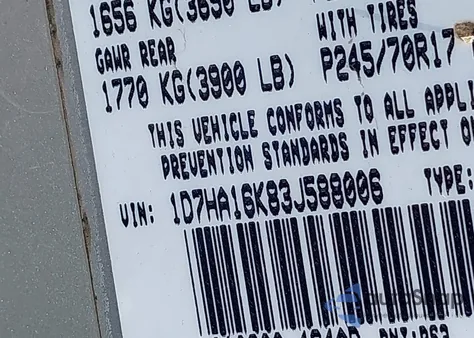 1656 KG(3650 LB)
WITH TIRES
GAWR REAR
1770 KG(3900 LB) P245/70R17
THIS VEHICLE CONFORMS TO ALL APPLI
PREVENTION STANDARDS IN EFFECT O
VIN: 1D7HA16K83J588006 TYPE: